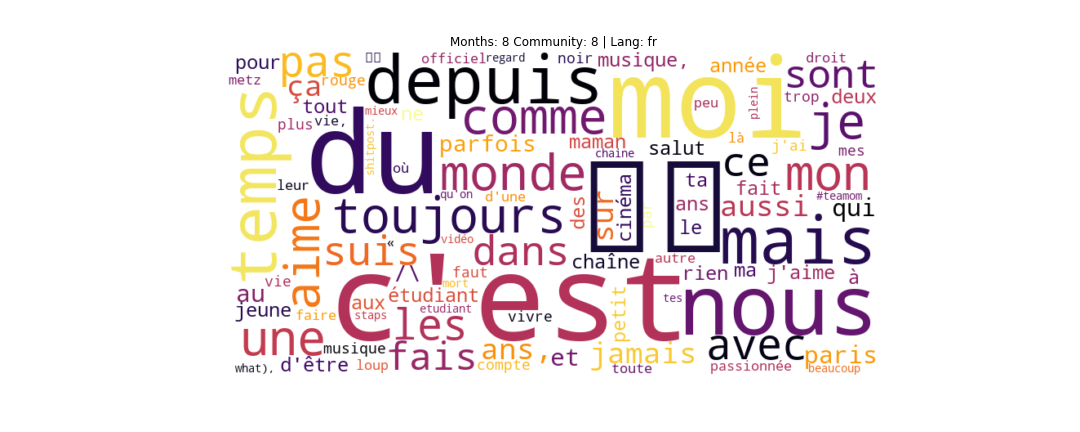 Months: 8 Community: 8 | Lang: fr
pour pas officiel regard noir musique, année droit
metz ça rouge depuis moi sont
tout comme peu plein trop deux
plus vie, mieux ne
temps du shitpost. parfois maman chaine salut là j'ai je mes
où monde ce
leur qu'on d'une sur cinéma ta fait mon #teamom
aime toujours des par ans aussi qui
suis « vidéo dans le mais
chaîne autre
/\ faut rien ma j'aime à
vie c'est mort
au aux étudiant tes nous
jeune faire staps les etudiant vivre petit
une avec
musique fais ans , et jamais paris
what), d'être loup compte toute passionnée beaucoup